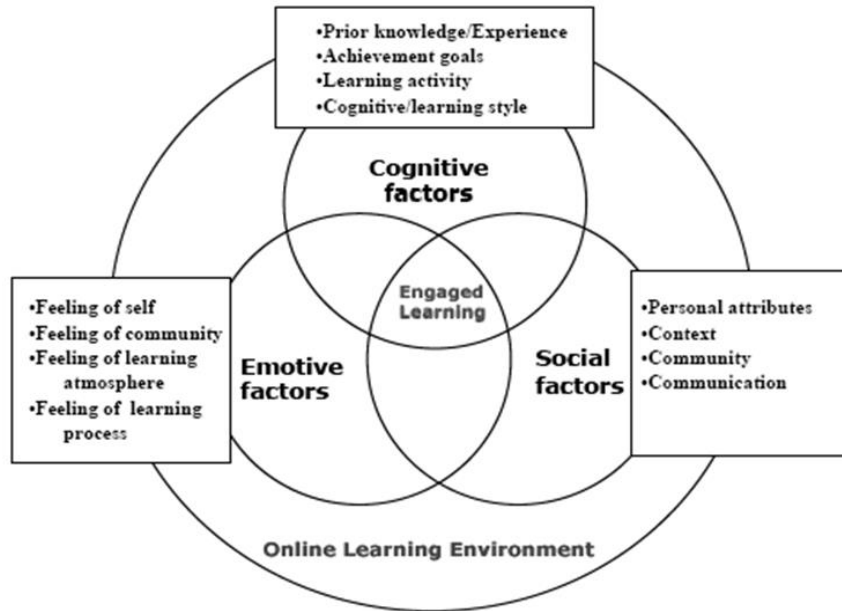 •Prior knowledge/Experience
•Achievement goals
•Learning activity
•Cognitive/learning style
Cognitive
factors
Engaged
Learning
•Feeling of self
•Feeling of community
•Feeling of learning
atmosphere
•Feeling of learning
process
Emotive
factors
Social
factors
•Personal attributes
•Context
•Community
•Communication
Online Learning Environment